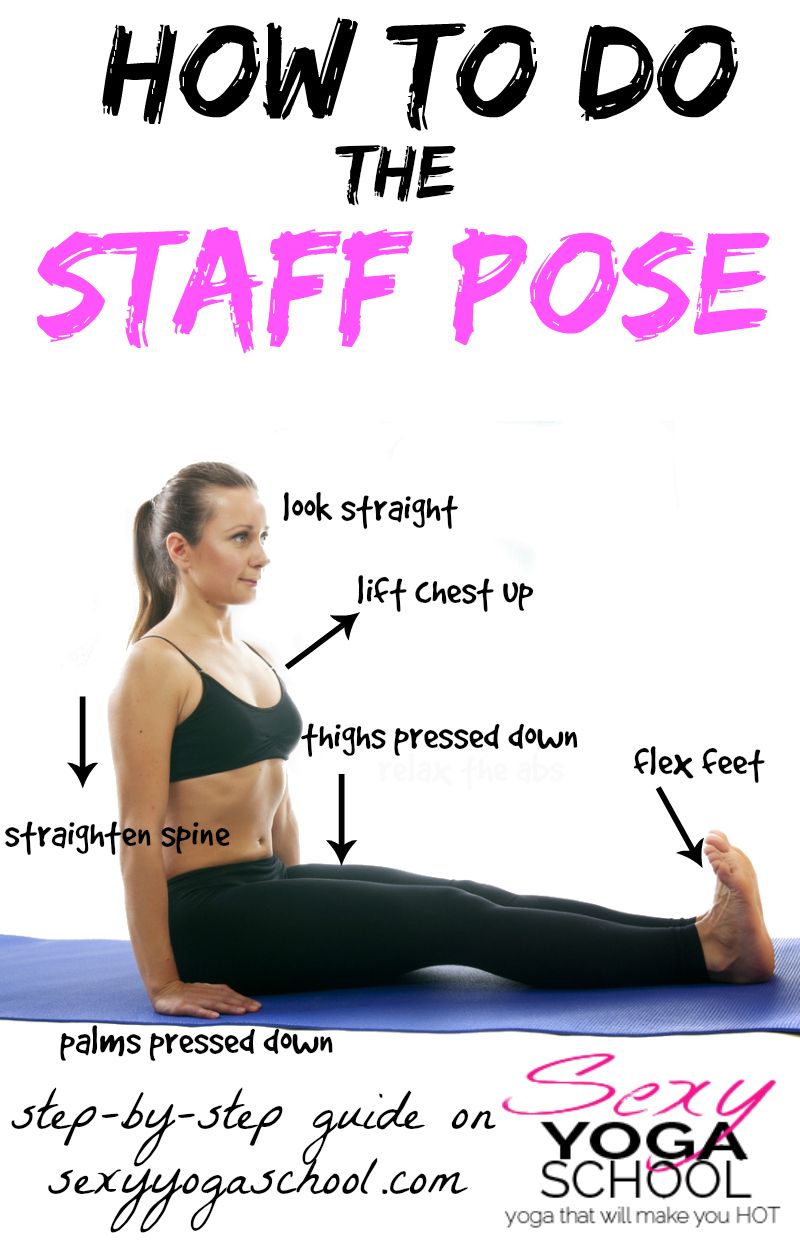 HOW TO DO
THE
STAFF POSE
look straight
lift chest up
thighs pressed down
relax the abs
flex feet
straighten spine
palms pressed down
step-by-step guide on
sexyyogaschool.com
Sexy
YOGA
SCHOOL
yoga that will make you HOT